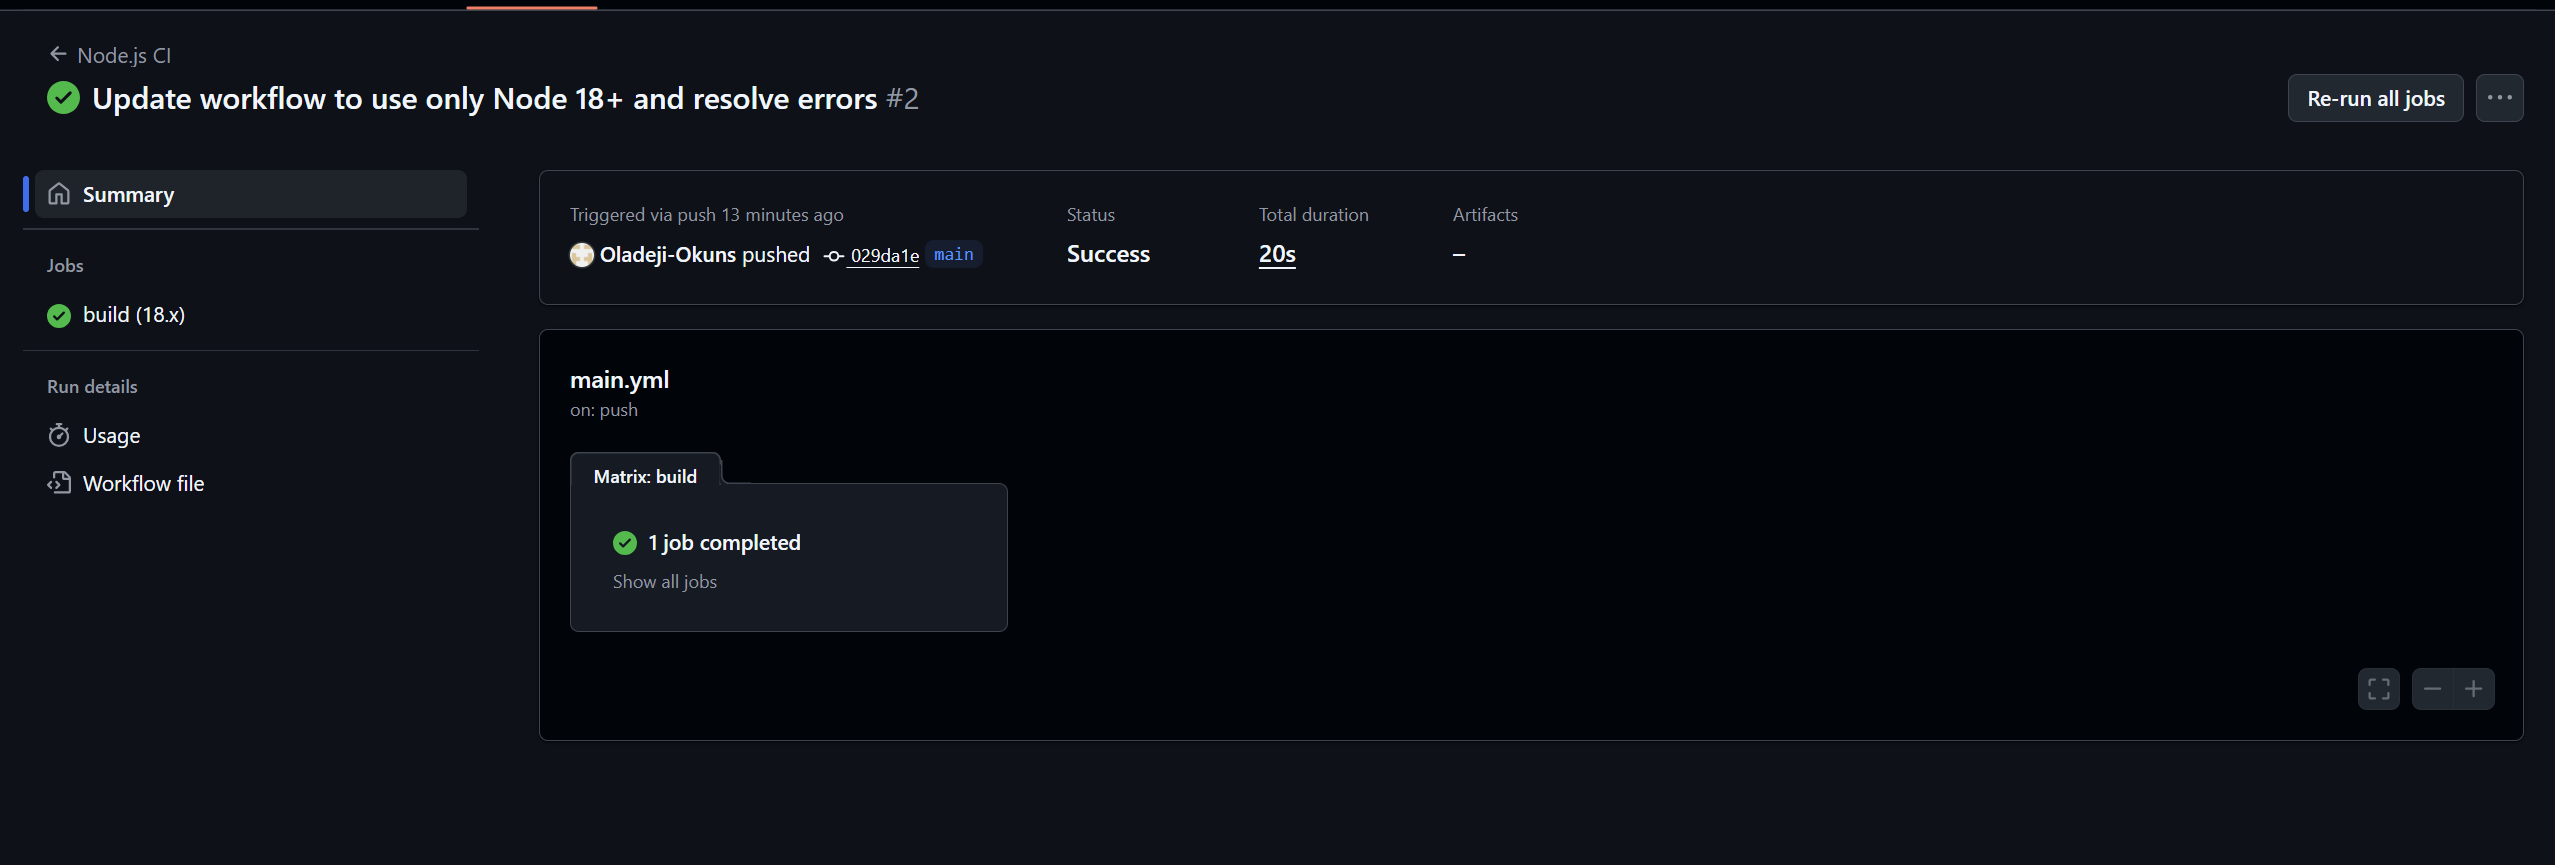 Node.js CI
Update workflow to use only Node 18+ and resolve errors #2
Re-run all jobs
Summary
Jobs
build (18.x)
Run details
Usage
Workflow file
Triggered via push 13 minutes ago
Oladeji-Okuns pushed 029da1e main
Status
Success
Total duration
20s
Artifacts
–
main.yml
on: push
Matrix: build
1 job completed
Show all jobs